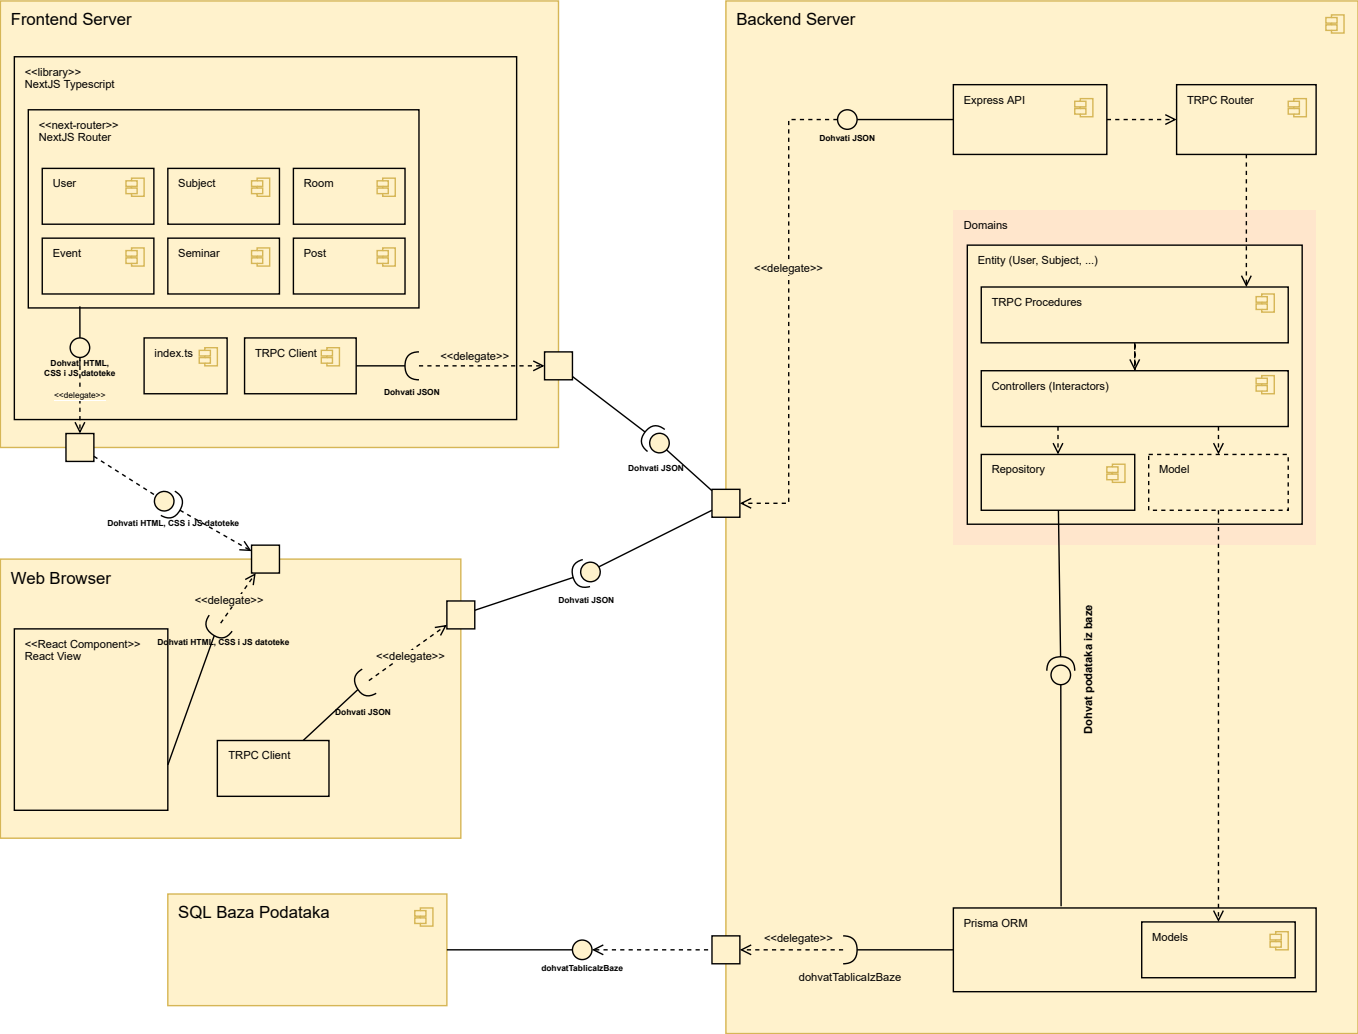 Frontend Server
<<library>>
NextJS Typescript
<<next-router>>
NextJS Router
User
Subject
Room
Event
Seminar
Post
Dohvati HTML,
CSS i JS datoteke
<<delegate>>
index.ts
TRPC Client
Dohvati JSON
<<delegate>>
Dohvati JSON
Dohvati HTML, CSS i JS datoteke
Web Browser
<<delegate>>
Dohvati HTML, CSS i JS datoteke
<<React Component>>
React View
<<delegate>>
Dohvati JSON
TRPC Client
Dohvati JSON
SQL Baza Podataka
dohvatTablicaIzBaze
Backend Server
Dohvati JSON
<<delegate>>
Express API
TRPC Router
Domains
Entity (User, Subject, ...)
TRPC Procedures
Controllers (Interactors)
Repository
Model
Dohvat podataka iz baze
Prisma ORM
Models
<<delegate>>
dohvatTablicaIzBaze